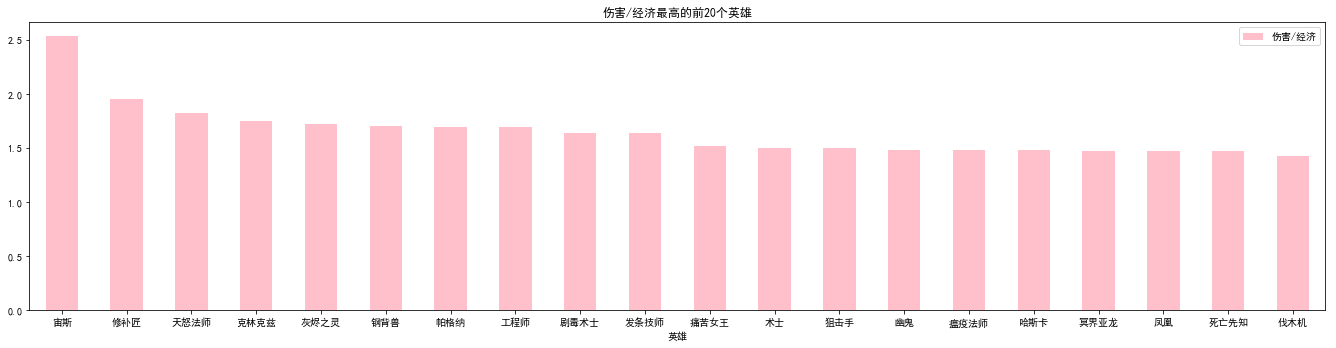 伤害/经济最高的前20个英雄
伤害/经济
2.5
2.0
1.5
1.0
0.5
0.0
宙斯 修补匠 天怒法师 克林克兹 灰烬之灵 钢背兽 帕格纳 工程师 剧毒术士 发条技师 痛苦女王 术士 狙击手 幽鬼 瘟疫法师 哈斯卡 冥界亚龙 凤凰 死亡先知 伐木机
英雄